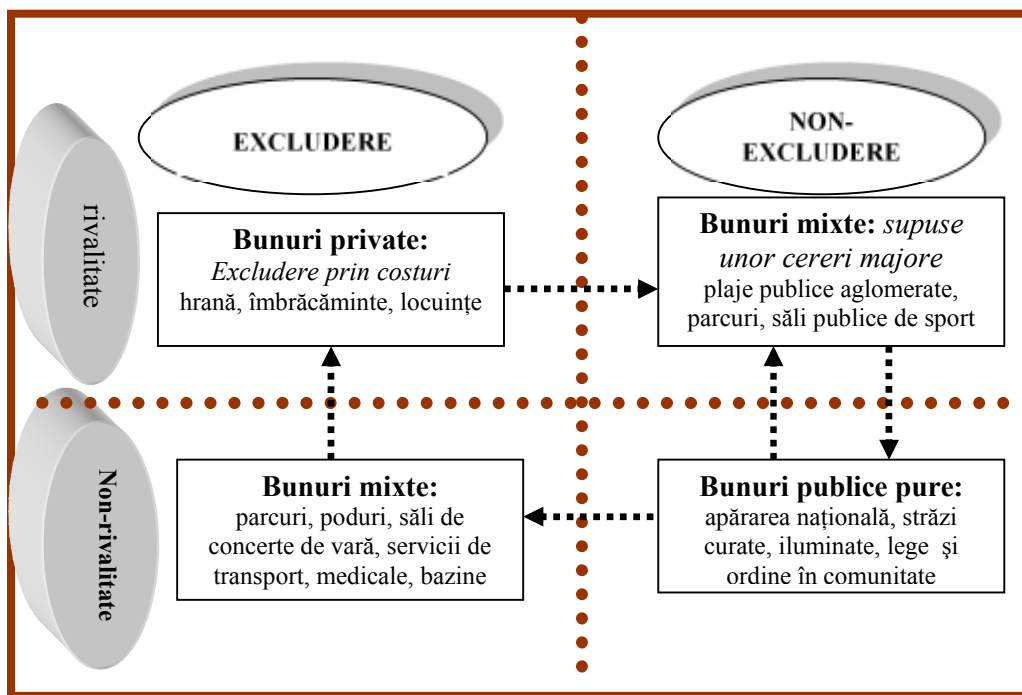 EXCLUDERE
NON-
EXCLUDERE
rivalitate
Bunuri private:
Excludere prin costuri
hrană, îmbrăcăminte, locuințe
Bunuri mixte: supuse
unor cereri majore
plaje publice aglomerate,
parcuri, săli publice de sport
Non-rivalitate
Bunuri mixte:
parcuri, poduri, săli de
concerte de vară, servicii de
transport, medicale, bazine
Bunuri publice pure:
apărarea națională, străzi
curate, iluminate, lege şi
ordine în comunitate